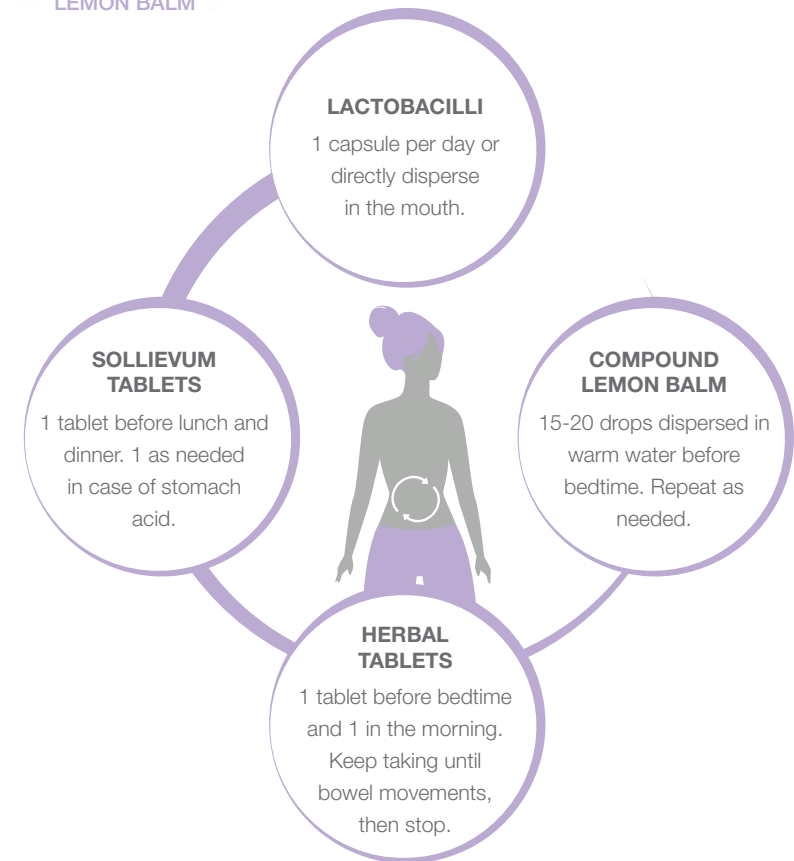 LEMON BALM
LACTOBACILLI
1 capsule per day or
directly disperse
in the mouth.
SOLLIEVUM
TABLETS
1 tablet before lunch and
dinner. 1 as needed
in case of stomach
acid.
COMPOUND
LEMON BALM
15-20 drops dispersed in
warm water before
bedtime. Repeat as
needed.
HERBAL
TABLETS
1 tablet before bedtime
and 1 in the morning.
Keep taking until
bowel movements,
then stop.